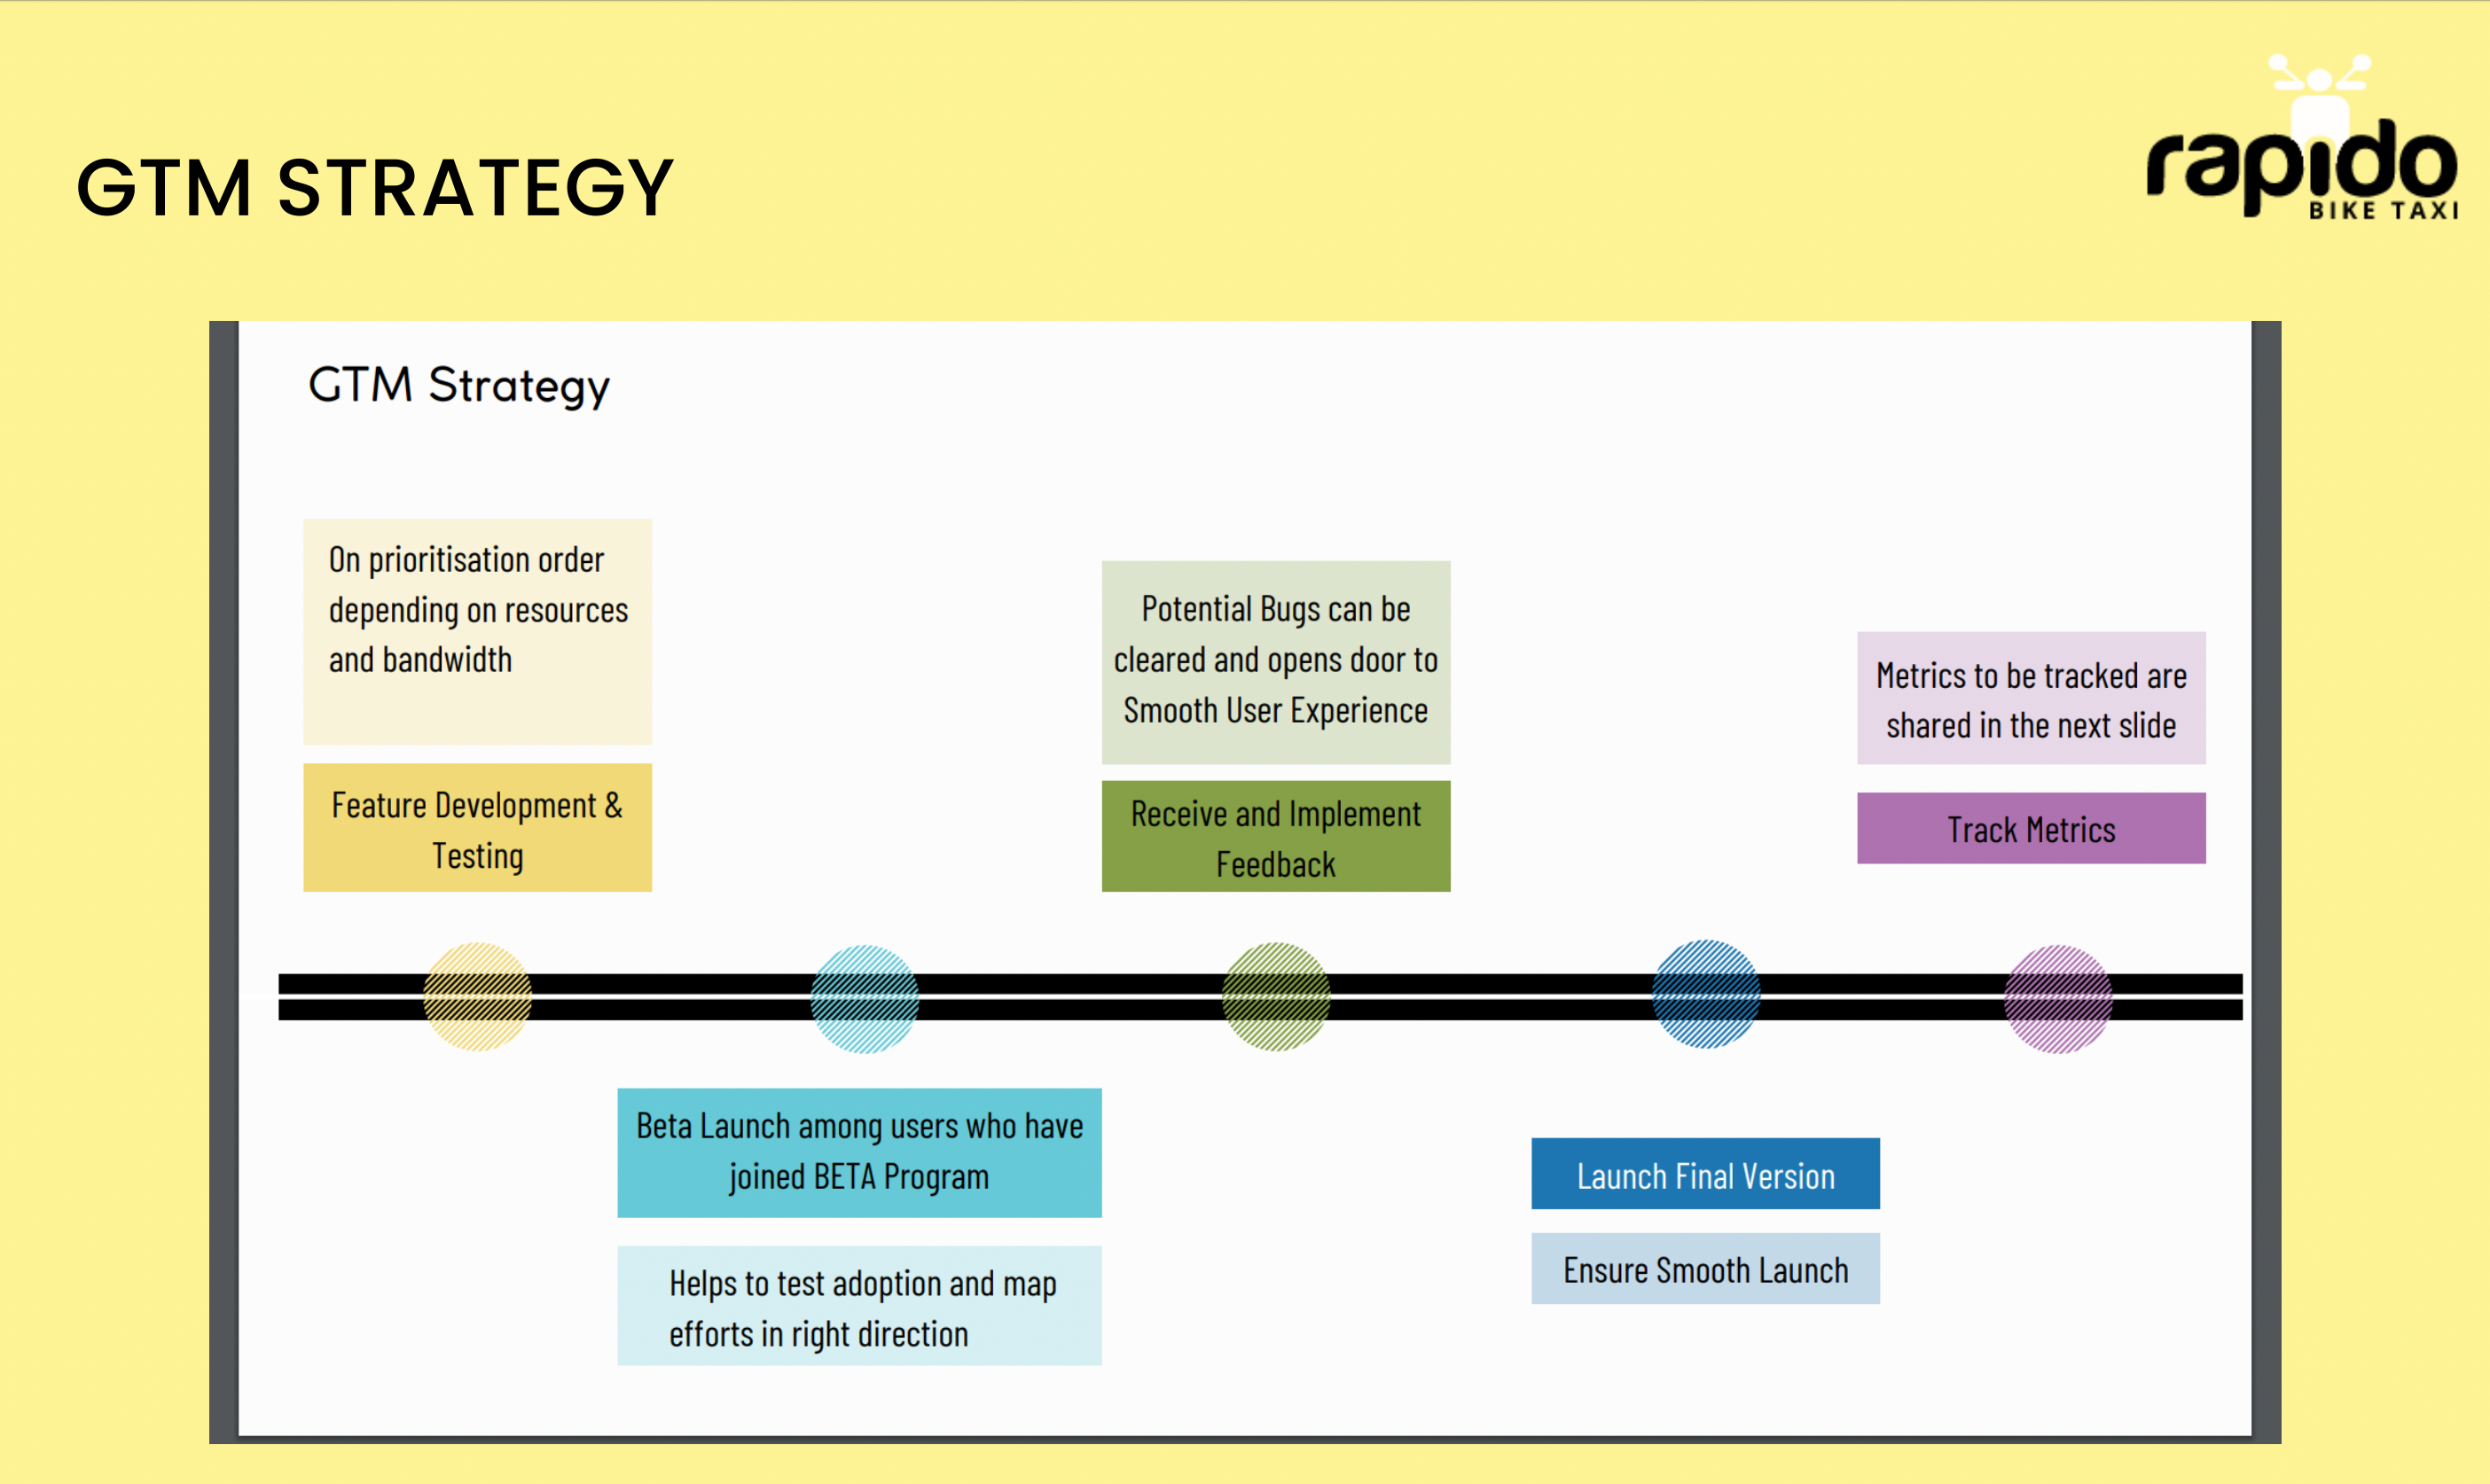 GTM STRATEGY
rapido
BIKE TAXI
GTM Strategy
On prioritisation order
depending on resources
and bandwidth
Feature Development &
Testing
Beta Launch among users who have
joined BETA Program
Helps to test adoption and map
efforts in right direction
Potential Bugs can be
cleared and opens door to
Smooth User Experience
Receive and Implement
Feedback
Launch Final Version
Ensure Smooth Launch
Metrics to be tracked are
shared in the next slide
Track Metrics